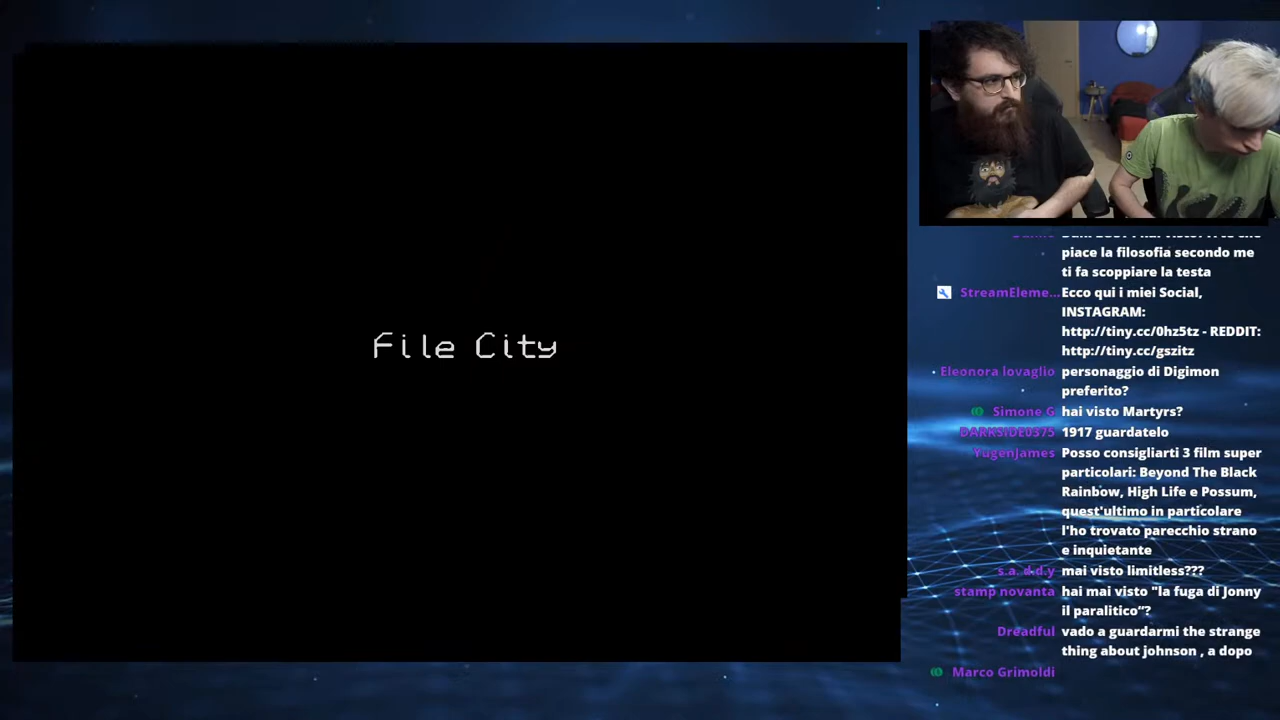 File City
piace la filosofia secondo me
ti fa scoppiare la testa
StreamEleme... Ecco qui i miei Social,
INSTAGRAM:
http://tiny.cc/0hz5tz - REDDIT:
http://tiny.cc/gszitz
Eleonora lovaglio personaggio di Digimon
preferito?
Simone G hai visto Martyrs?
DARKSIDE0375 1917 guardatelo
YugenJames Posso consigliarti 3 film super
particolari: Beyond The Black
Rainbow, High Life e Possum,
quest'ultimo in particolare
l'ho trovato parecchio strano
e inquietante
s.a. d.d.y mai visto limitless???
stamp novanta hai mai visto "la fuga di Jonny
il paralitico"?
Dreadful vado a guardarmi the strange
thing about johnson , a dopo
Marco Grimoldi